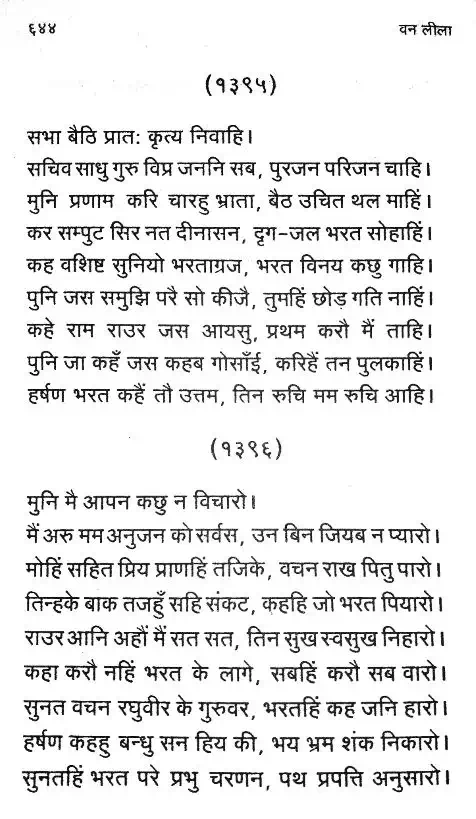 ६४४ वन लीला
(१३९५)
सभा बैठि प्रातः कृत्य निवाहि।
सचिव साधु गुरु विप्र जननि सब, पुरजन परिजन चाहि।
मुनि प्रणाम करि चारहु भ्राता, बैठ उचित थल माहिं।
कर सम्पुट सिर नत दीनासन, दृग-जल भरत सोहाहिं।
कह वशिष्ट सुनियो भरताग्रज, भरत विनय कछु गाहि।
पुनि जस समुझि परै सो कीजै, तुमहिं छोड़ गति नाहिं।
कहे राम राउर जस आयसु, प्रथम करौ मैं ताहि।
पुनि जा कहँ जस कहब गोसाँई, करिहैं तन पुलकाहिं।
हर्षण भरत कहैं तौ उत्तम, तिन रुचि मम रुचि आहि।
(१३९६)
मुनि मै आपन कछु न विचारो।
मैं अरु मम अनुजन को सर्वस, उन बिन जियब न प्यारो।
मोहिं सहित प्रिय प्राणहिं तजिके, वचन राख पितु पारो।
तिन्हके बाक तजहुँ सहि संकट, कहहि जो भरत पियारो।
राउर आनि अहौं मैं सत सत, तिन सुख स्वसुख निहारो।
कहा करौ नहिं भरत के लागे, सबहिं करौ सब वारो।
सुनत वचन रघुवीर के गुरुवर, भरतहिं कह जनि हारो।
हर्षण कहहु बन्धु सन हिय की, भय भ्रम शंक निकारो।
सुनतहिं भरत परे प्रभु चरणन, पथ प्रपत्ति अनुसारो।